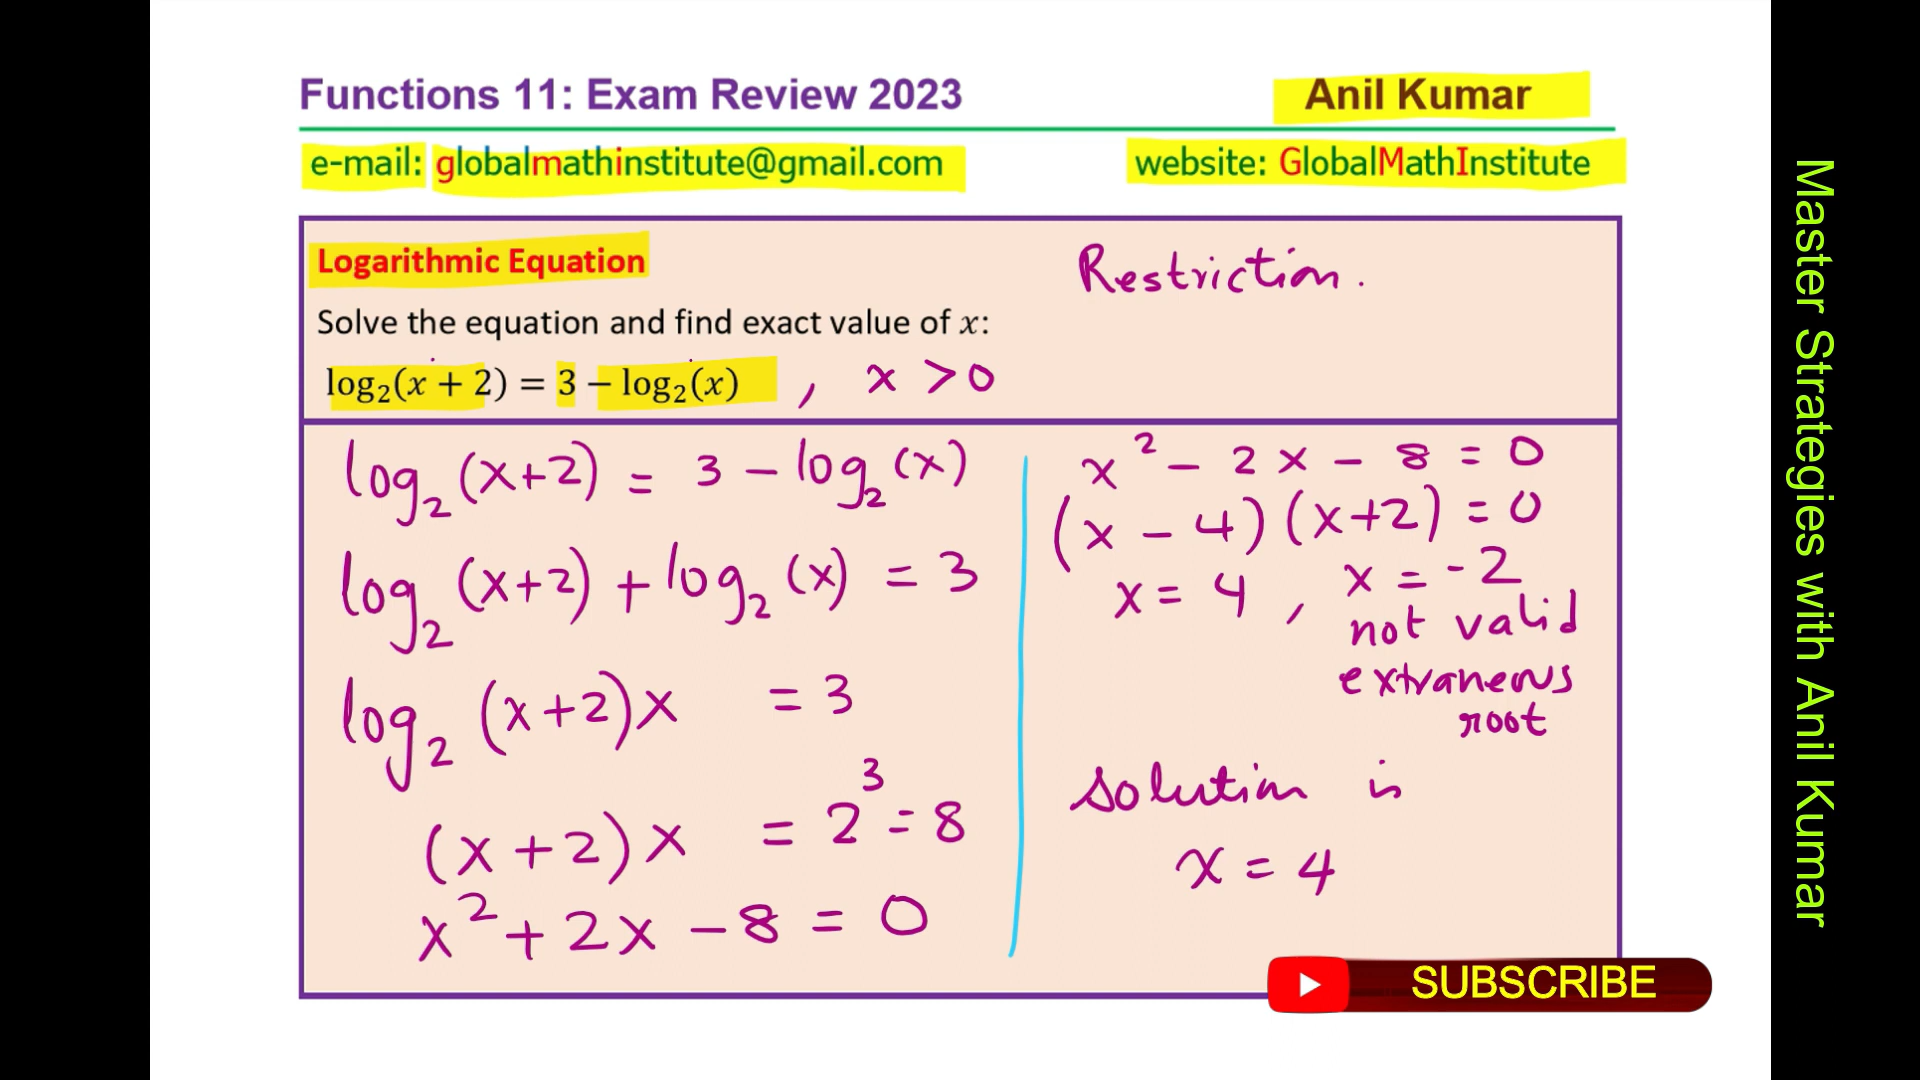 Functions 11: Exam Review 2023
Anil Kumar
e-mail: globalmathinstitute@gmail.com
website: GlobalMathInstitute
Logarithmic Equation
Restriction.
Solve the equation and find exact value of x:
log₂(x + 2) = 3 − log₂(x) , x > 0
log₂(x+2) = 3 − log₂(x)
log₂(x+2) + log₂(x) = 3
log₂(x+2)x = 3
(x+2)x = 2³ = 8
x² + 2x − 8 = 0
x² − 2x − 8 = 0
(x − 4)(x+2) = 0
x = 4 , x = -2
not valid
extraneous
root
Solution is
x = 4
SUBSCRIBE
Master Strategies with Anil Kumar